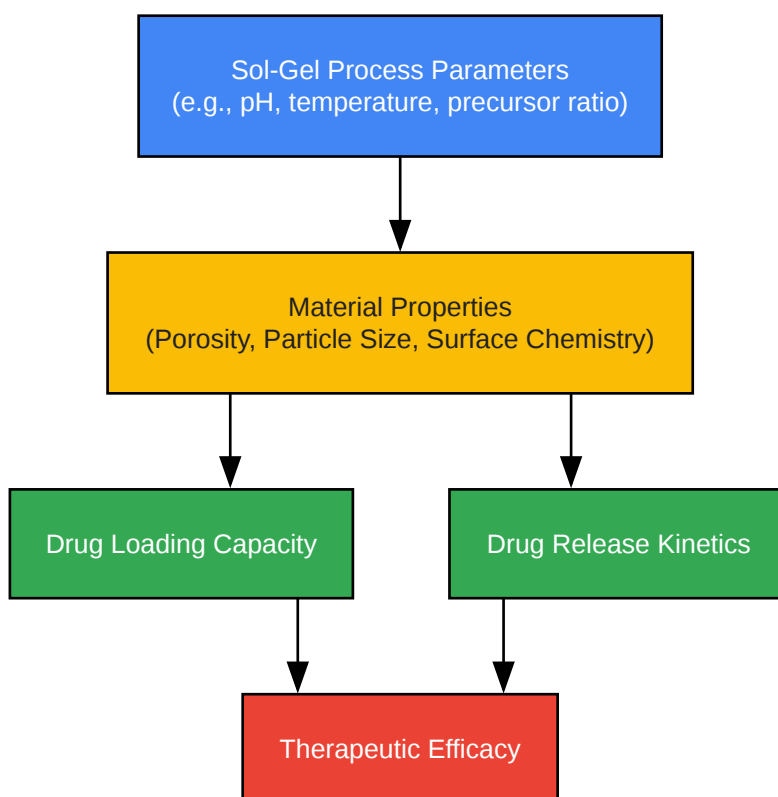 Sol-Gel Process Parameters
(e.g., pH, temperature, precursor ratio)
Material Properties
(Porosity, Particle Size, Surface Chemistry)
Drug Loading Capacity
Drug Release Kinetics
Therapeutic Efficacy